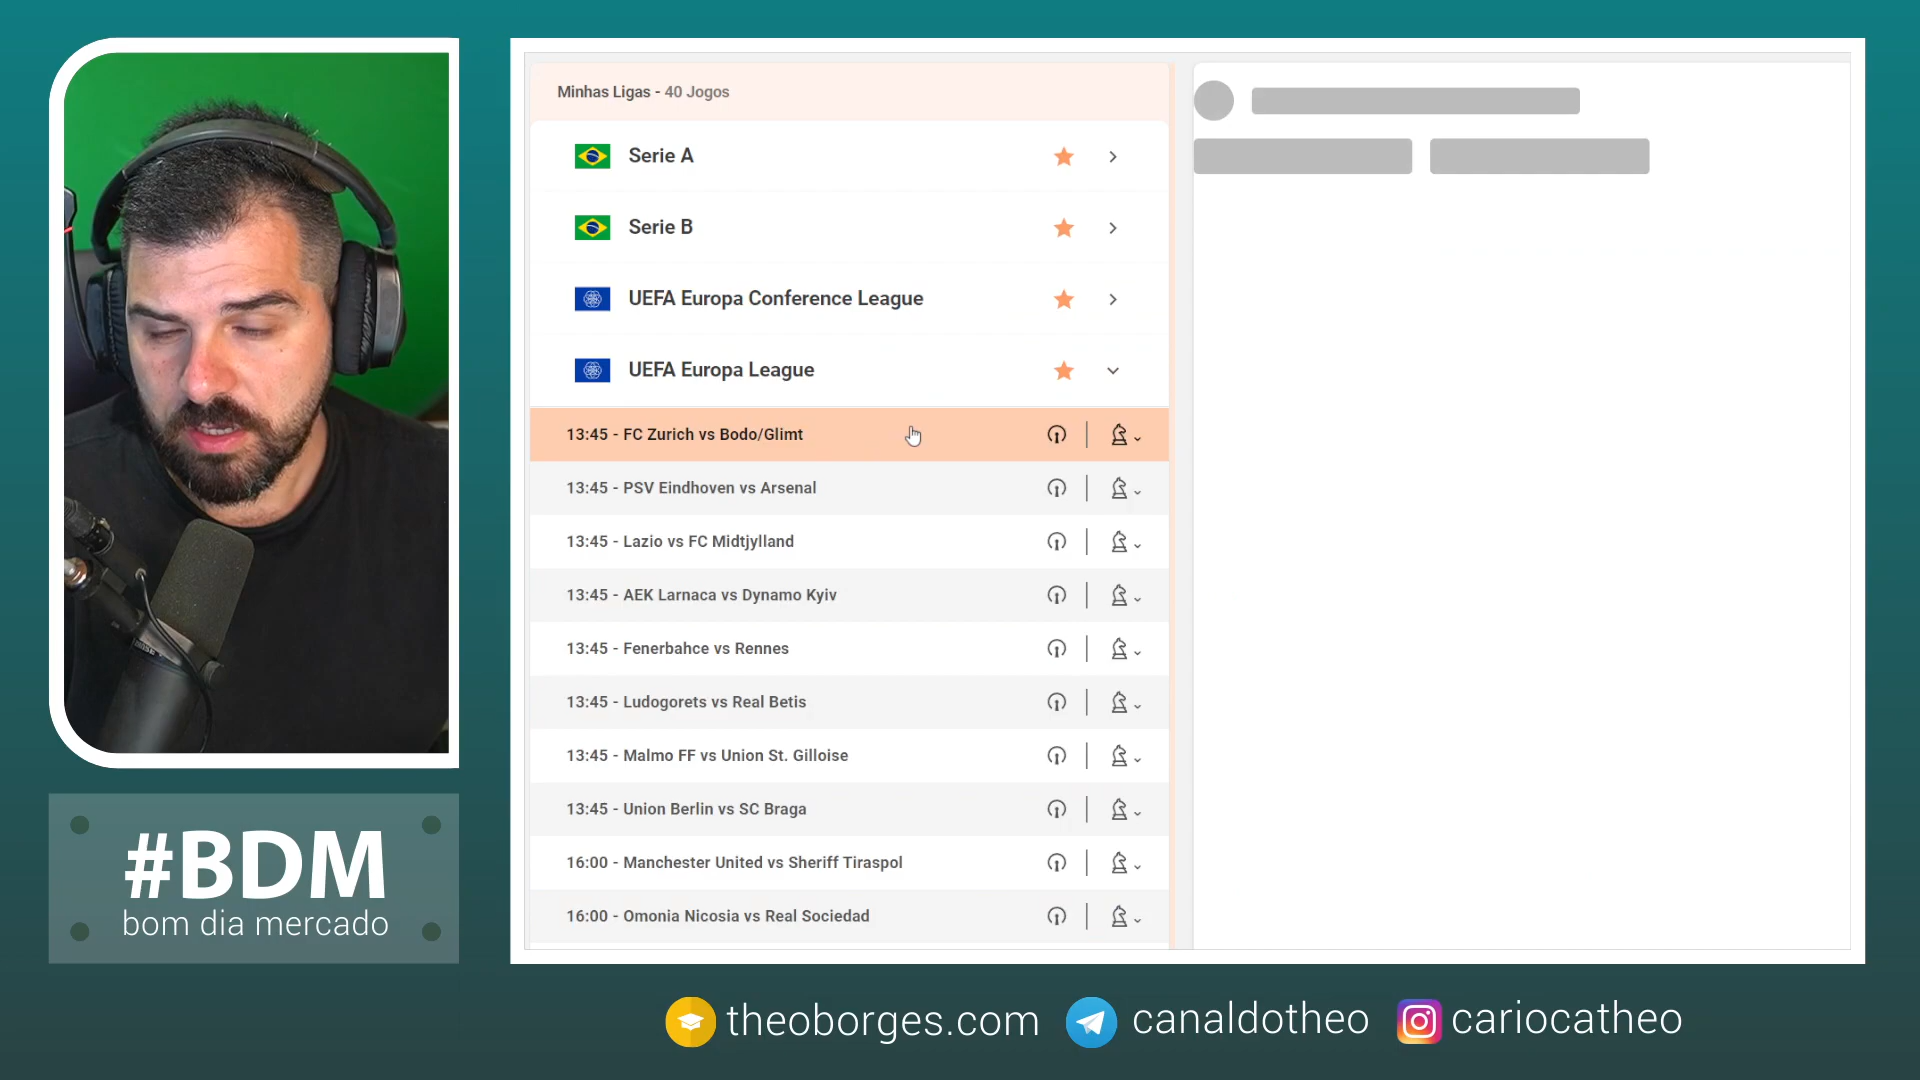 Minhas Ligas - 40 Jogos
Serie A
Serie B
UEFA Europa Conference League
UEFA Europa League
13:45 - FC Zurich vs Bodo/Glimt
13:45 - PSV Eindhoven vs Arsenal
13:45 - Lazio vs FC Midtjylland
13:45 - AEK Larnaca vs Dynamo Kyiv
13:45 - Fenerbahce vs Rennes
13:45 - Ludogorets vs Real Betis
13:45 - Malmo FF vs Union St. Gilloise
13:45 - Union Berlin vs SC Braga
16:00 - Manchester United vs Sheriff Tiraspol
16:00 - Omonia Nicosia vs Real Sociedad
#BDM
bom dia mercado
theoborges.com
canaldotheo
cariocatheo